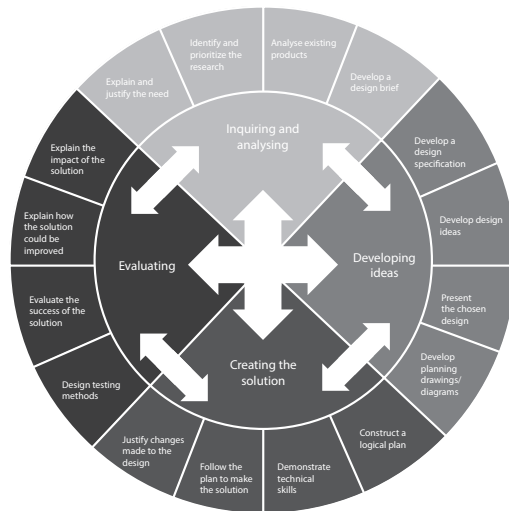 Explain and
justify the need
Identify and
prioritize the
research
Analyse existing
products
Develop a
design brief
Inquiring and
analysing
Develop a
design
specification
Develop design
ideas
Present
the chosen
design
Develop
planning
drawings/
diagrams
Developing
ideas
Construct a
logical plan
Demonstrate
technical
skills
Follow the
plan to make
the solution
Justify changes
made to the
design
Creating the
solution
Design testing
methods
Evaluate the
success of the
solution
Explain how
the solution
could be
improved
Explain the
impact of the
solution
Evaluating